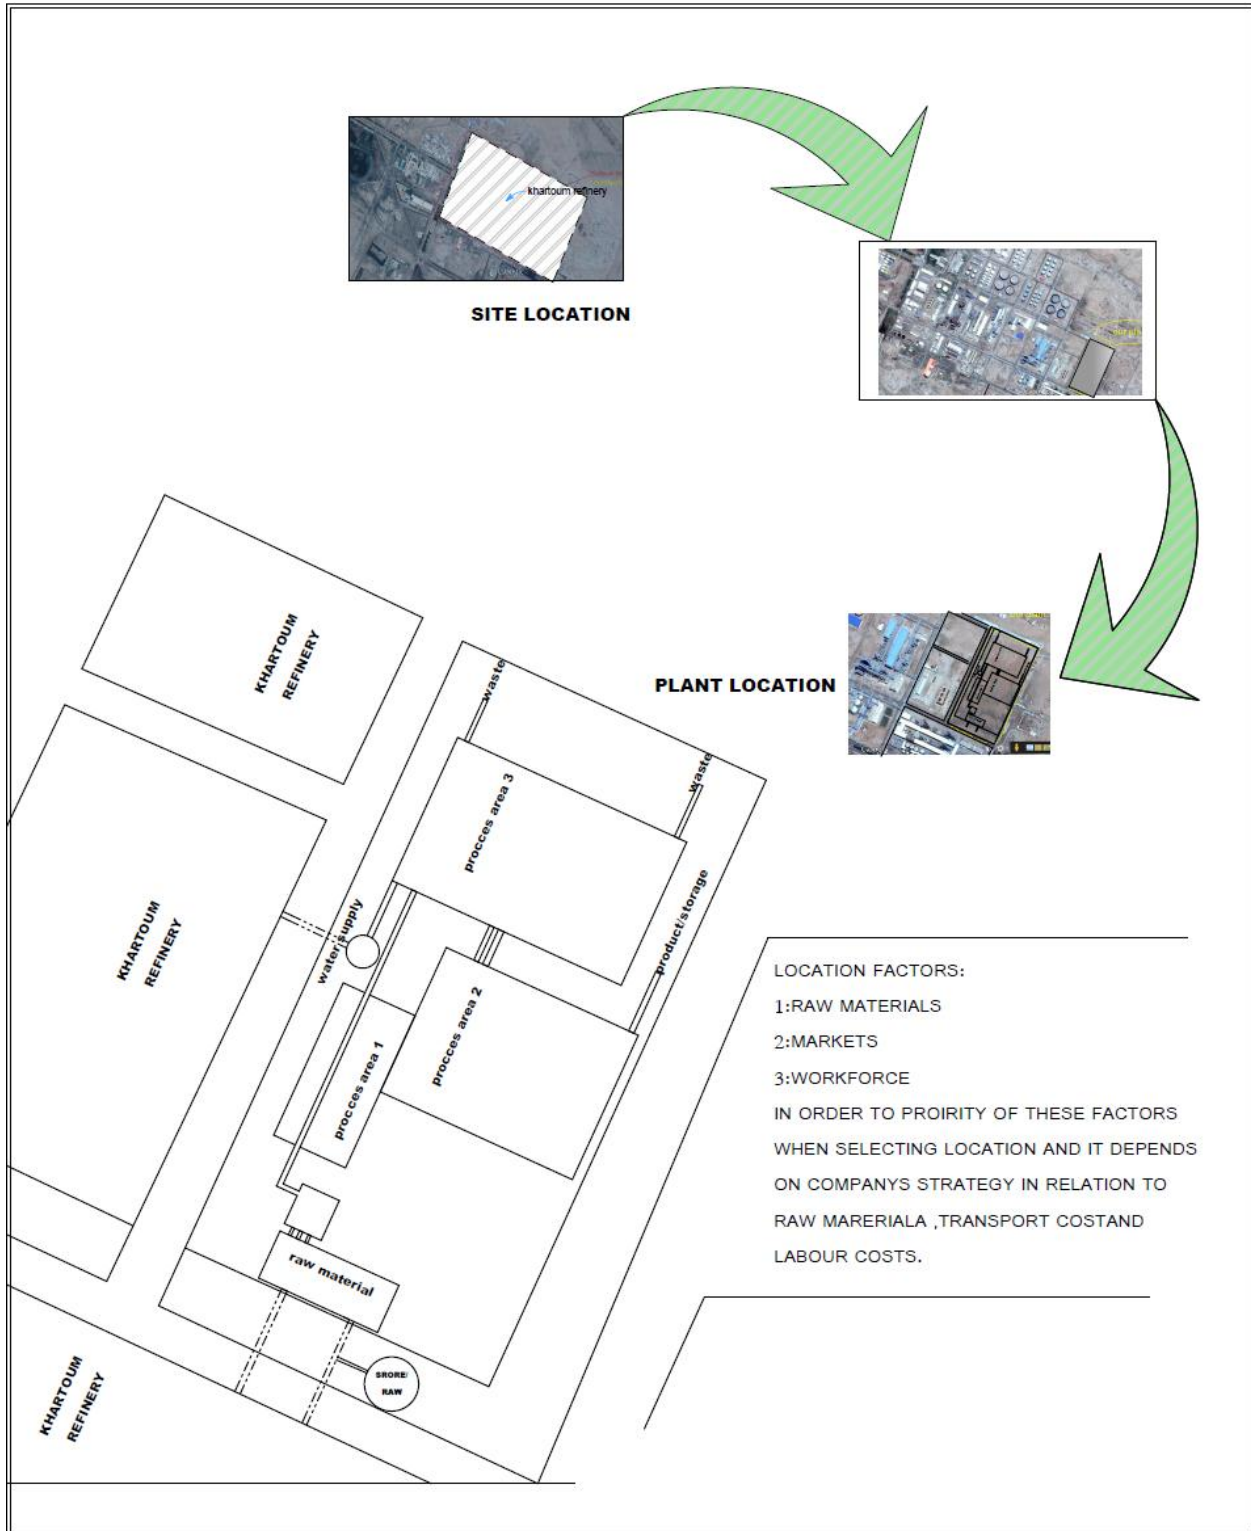 khartoum refinery
SITE LOCATION
PLANT LOCATION
KHARTOUM
REFINERY
waste
waste
procces area 3
product/storage
KHARTOUM
REFINERY
water supply
procces area 2
procces area 1
raw material
SRORE/
RAW
KHARTOUM
REFINERY
LOCATION FACTORS:
1:RAW MATERIALS
2:MARKETS
3:WORKFORCE
IN ORDER TO PROIRITY OF THESE FACTORS
WHEN SELECTING LOCATION AND IT DEPENDS
ON COMPANYS STRATEGY IN RELATION TO
RAW MARERIALA ,TRANSPORT COSTAND
LABOUR COSTS.